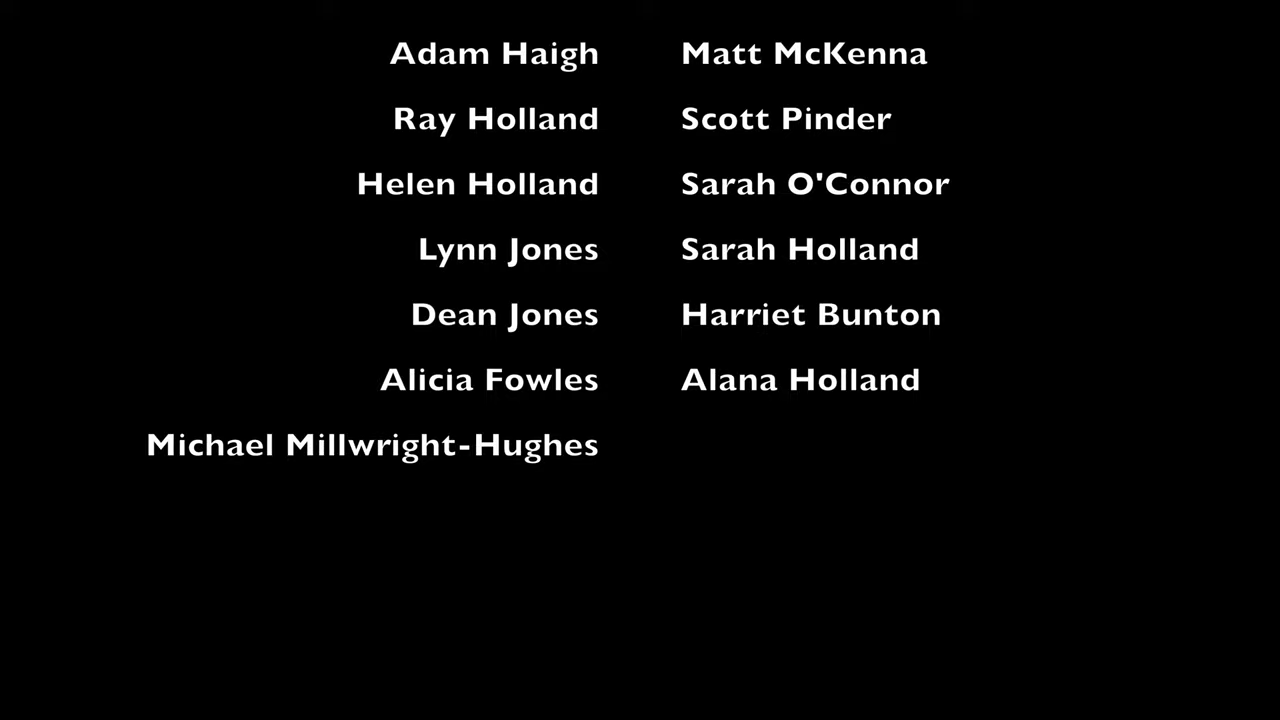 Adam Haigh Matt McKenna
Ray Holland Scott Pinder
Helen Holland Sarah O'Connor
Lynn Jones Sarah Holland
Dean Jones Harriet Bunton
Alicia Fowles Alana Holland
Michael Millwright-Hughes